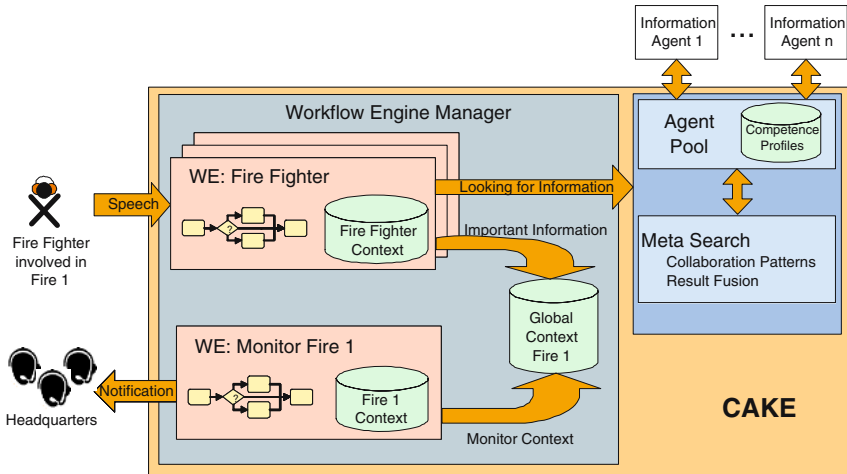 Information
Agent 1
...
Information
Agent n
Workflow Engine Manager
Agent
Pool
Competence
Profiles
WE: Fire Fighter
Looking for Information
Speech
?
Fire Fighter
Context
Important Information
Fire Fighter
involved in
Fire 1
Meta Search
Collaboration Patterns
Result Fusion
Global
Context
Fire 1
WE: Monitor Fire 1
Notification
?
Fire 1
Context
Headquarters
Monitor Context
CAKE